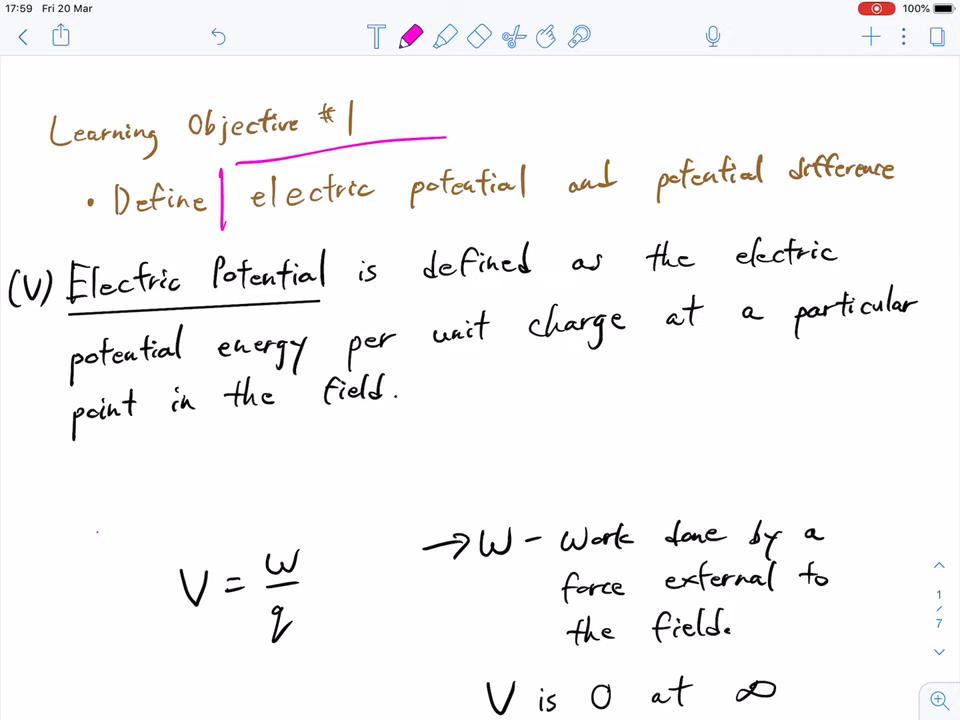 17:59 Fri 20 Mar
100%
Learning Objective #1
• Define electric potential and potential difference
(V) Electric Potential is defined as the electric
potential energy per unit charge at a particular
point in the field.
V = W/q
→ W - Work done by a
force external to
the field.
V is 0 at ∞
1
/
7